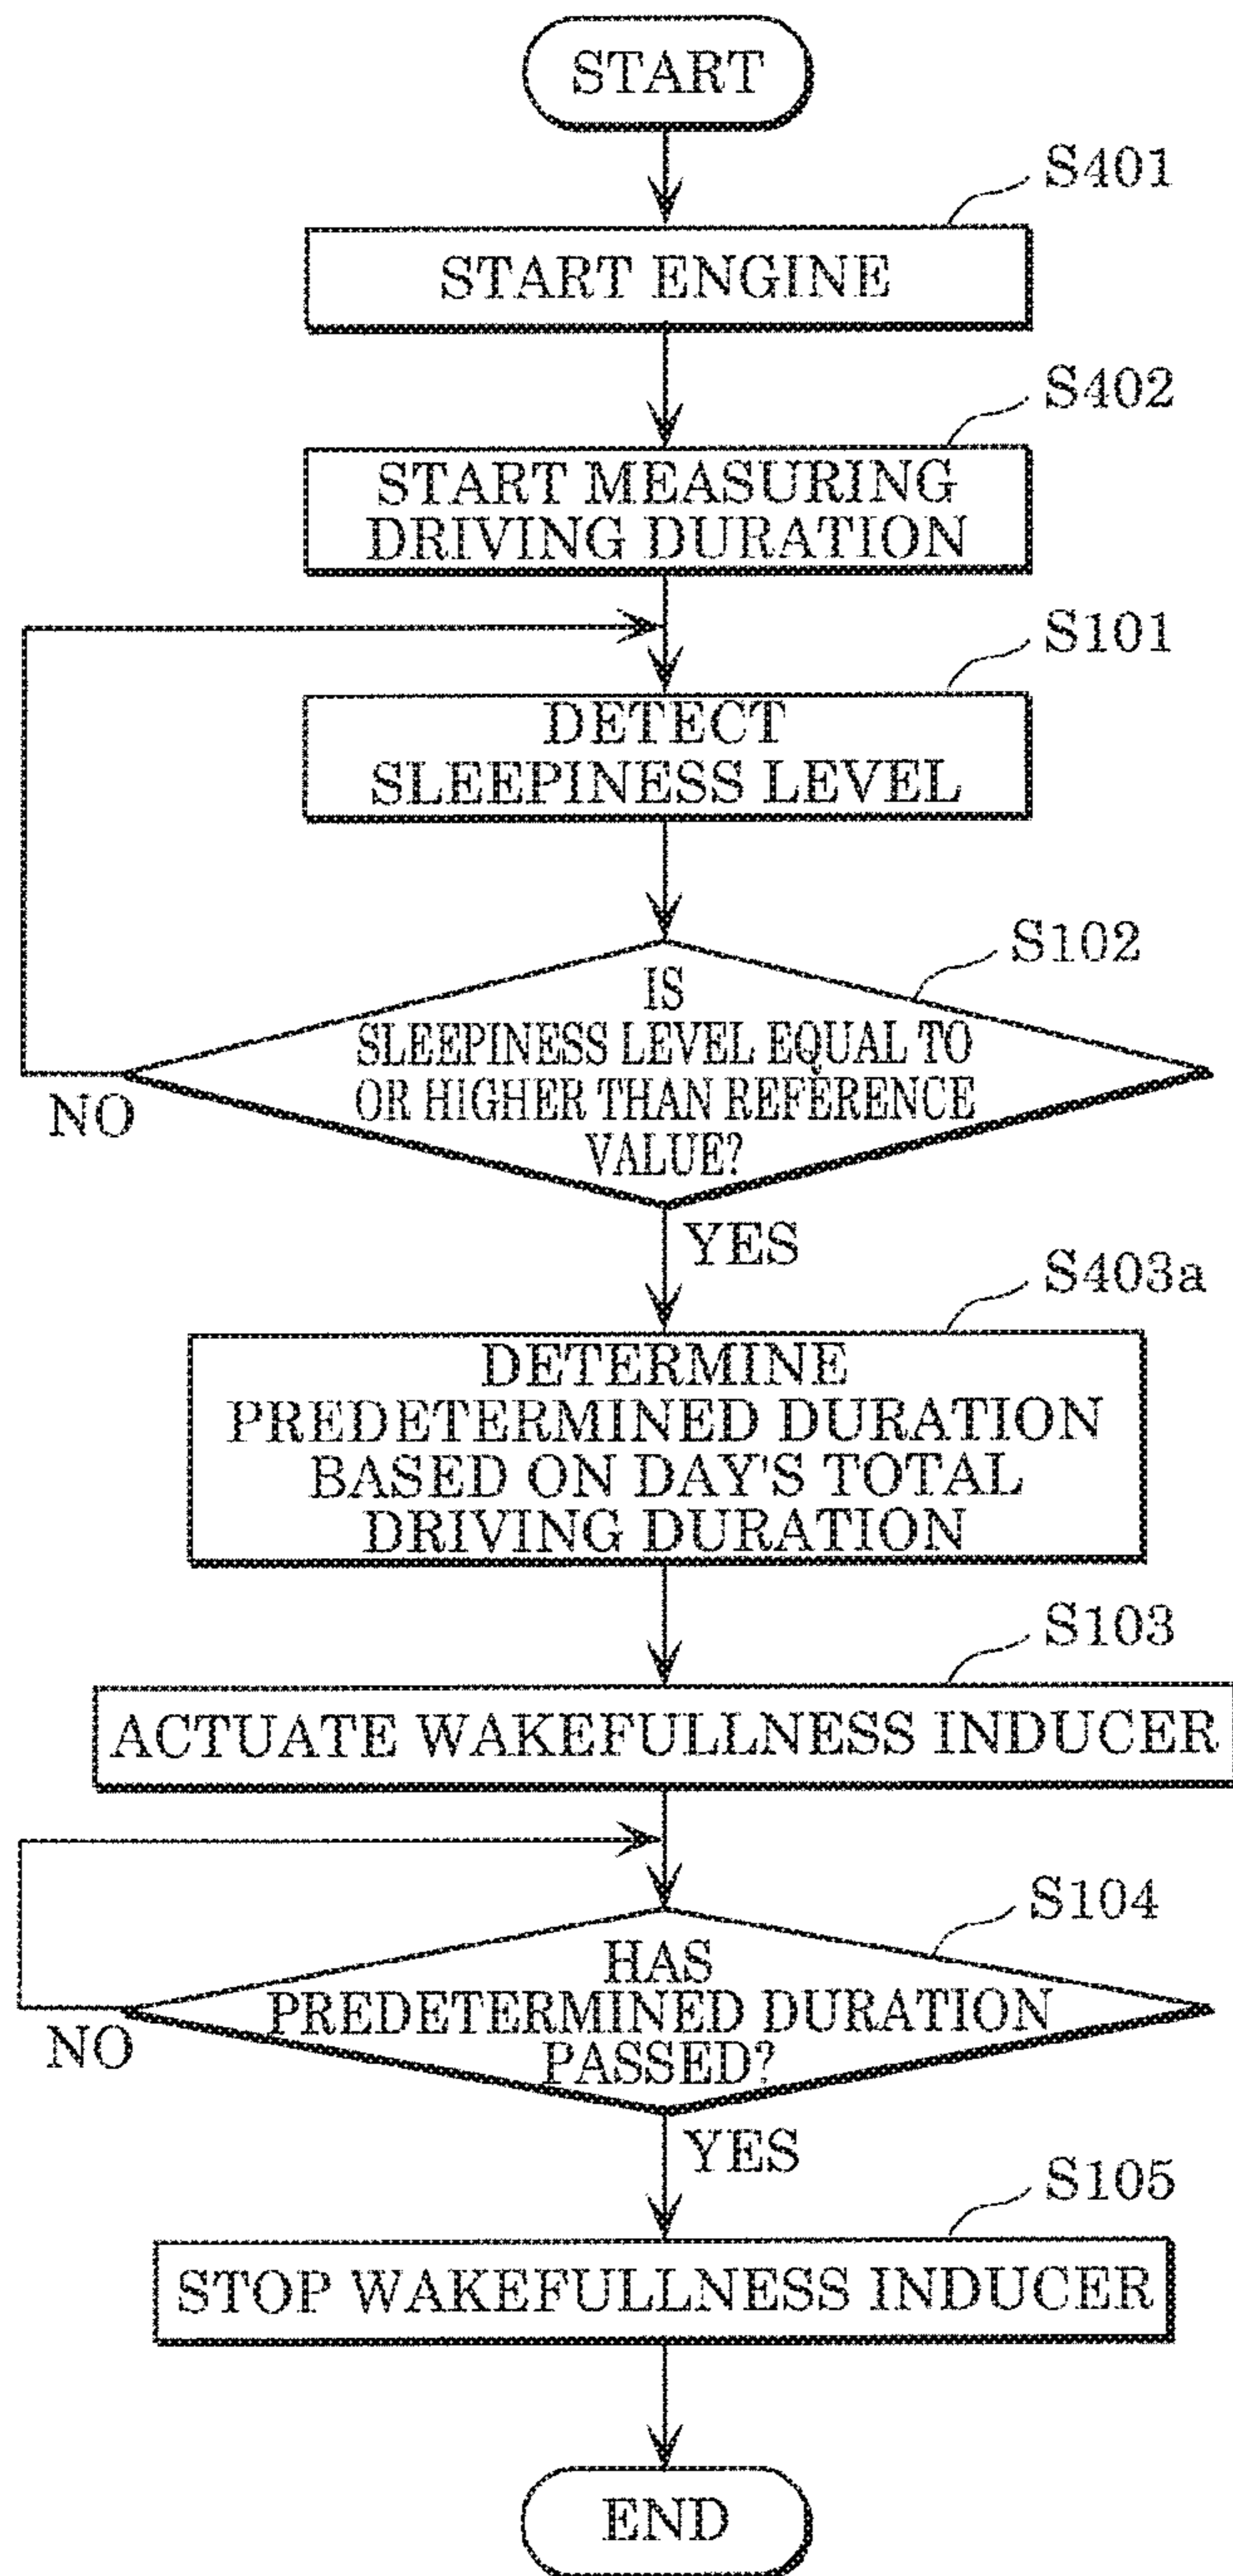 START
S401
START ENGINE
S402
START MEASURING
DRIVING DURATION
S101
DETECT
SLEEPINESS LEVEL
S102
IS
SLEEPINESS LEVEL EQUAL TO
OR HIGHER THAN REFERENCE
VALUE?
NO
YES
S403a
DETERMINE
PREDETERMINED DURATION
BASED ON DAY'S TOTAL
DRIVING DURATION
S103
ACTUATE WAKEFULLNESS INDUCER
S104
HAS
PREDETERMINED DURATION
PASSED?
NO
YES
S105
STOP WAKEFULLNESS INDUCER
END